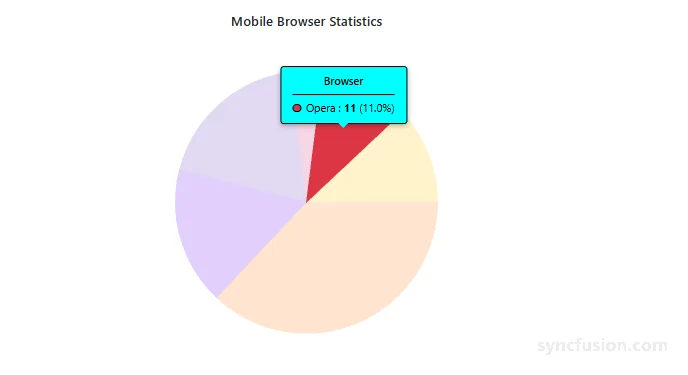 Mobile Browser Statistics
Browser
Opera : 11 (11.0%)
syncfusion.com